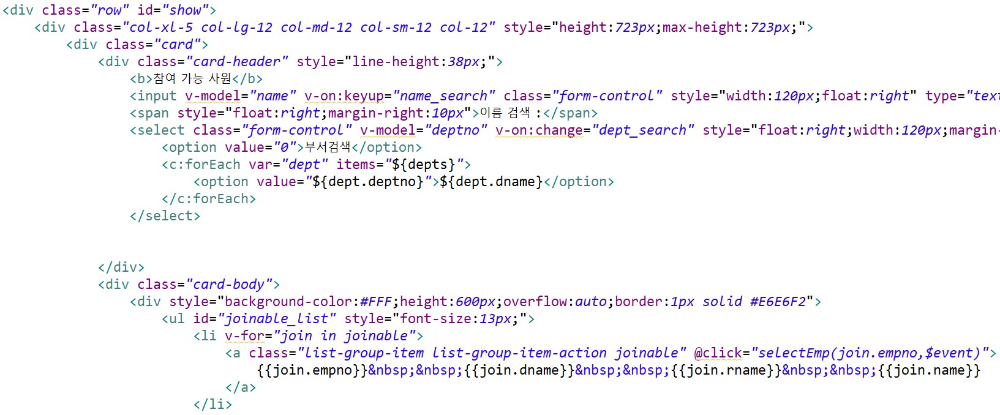 <div class="row" id="show">
<div class="col-xl-5 col-lg-12 col-md-12 col-sm-12 col-12" style="height:723px;max-height:723px;">
<div class="card">
<div class="card-header" style="line-height:38px;">
<b>참여 가능 사원</b>
<input v-model="name" v-on:keyup="name_search" class="form-control" style="width:120px;float:right" type="tex
<span style="float:right;margin-right:10px">이름 검색 :</span>
<select class="form-control" v-model="deptno" v-on:change="dept_search" style="float:right;width:120px;margin-
<option value="0">부서검색</option>
<c:forEach var="dept" items="${depts}">
<option value="${dept.deptno}">${dept.dname}</option>
</c:forEach>
</select>
</div>
<div class="card-body">
<div style="background-color:#FFF;height:600px;overflow:auto;border:1px solid #E6E6F2">
<ul id="joinable_list" style="font-size:13px;">
<li v-for="join in joinable">
<a class="list-group-item list-group-item-action joinable" @click="selectEmp(join.empno,$event)">
{{join.empno}}&nbsp;&nbsp;{{join.dname}}&nbsp;&nbsp;{{join.rname}}&nbsp;&nbsp;{{join.name}}
</a>
</li>